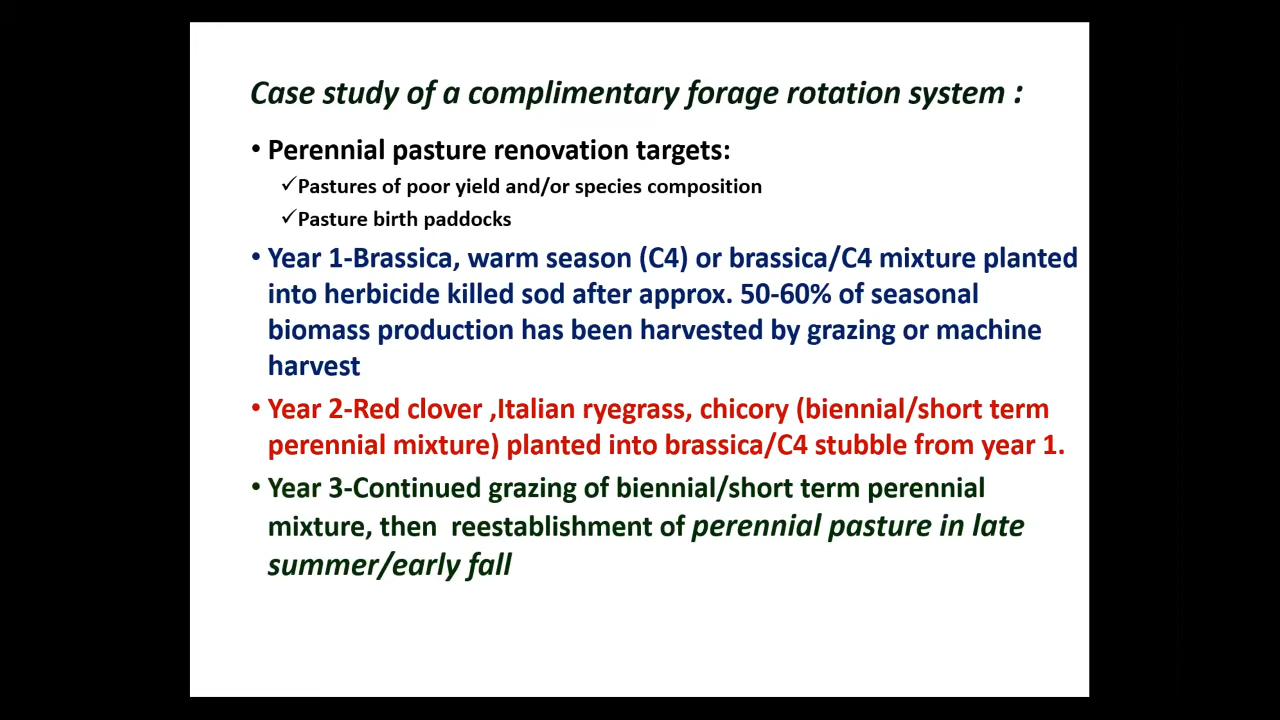 Case study of a complimentary forage rotation system :
• Perennial pasture renovation targets:
✓Pastures of poor yield and/or species composition
✓Pasture birth paddocks
• Year 1-Brassica, warm season (C4) or brassica/C4 mixture planted
into herbicide killed sod after approx. 50-60% of seasonal
biomass production has been harvested by grazing or machine
harvest
• Year 2-Red clover ,Italian ryegrass, chicory (biennial/short term
perennial mixture) planted into brassica/C4 stubble from year 1.
• Year 3-Continued grazing of biennial/short term perennial
mixture, then  reestablishment of perennial pasture in late
summer/early fall